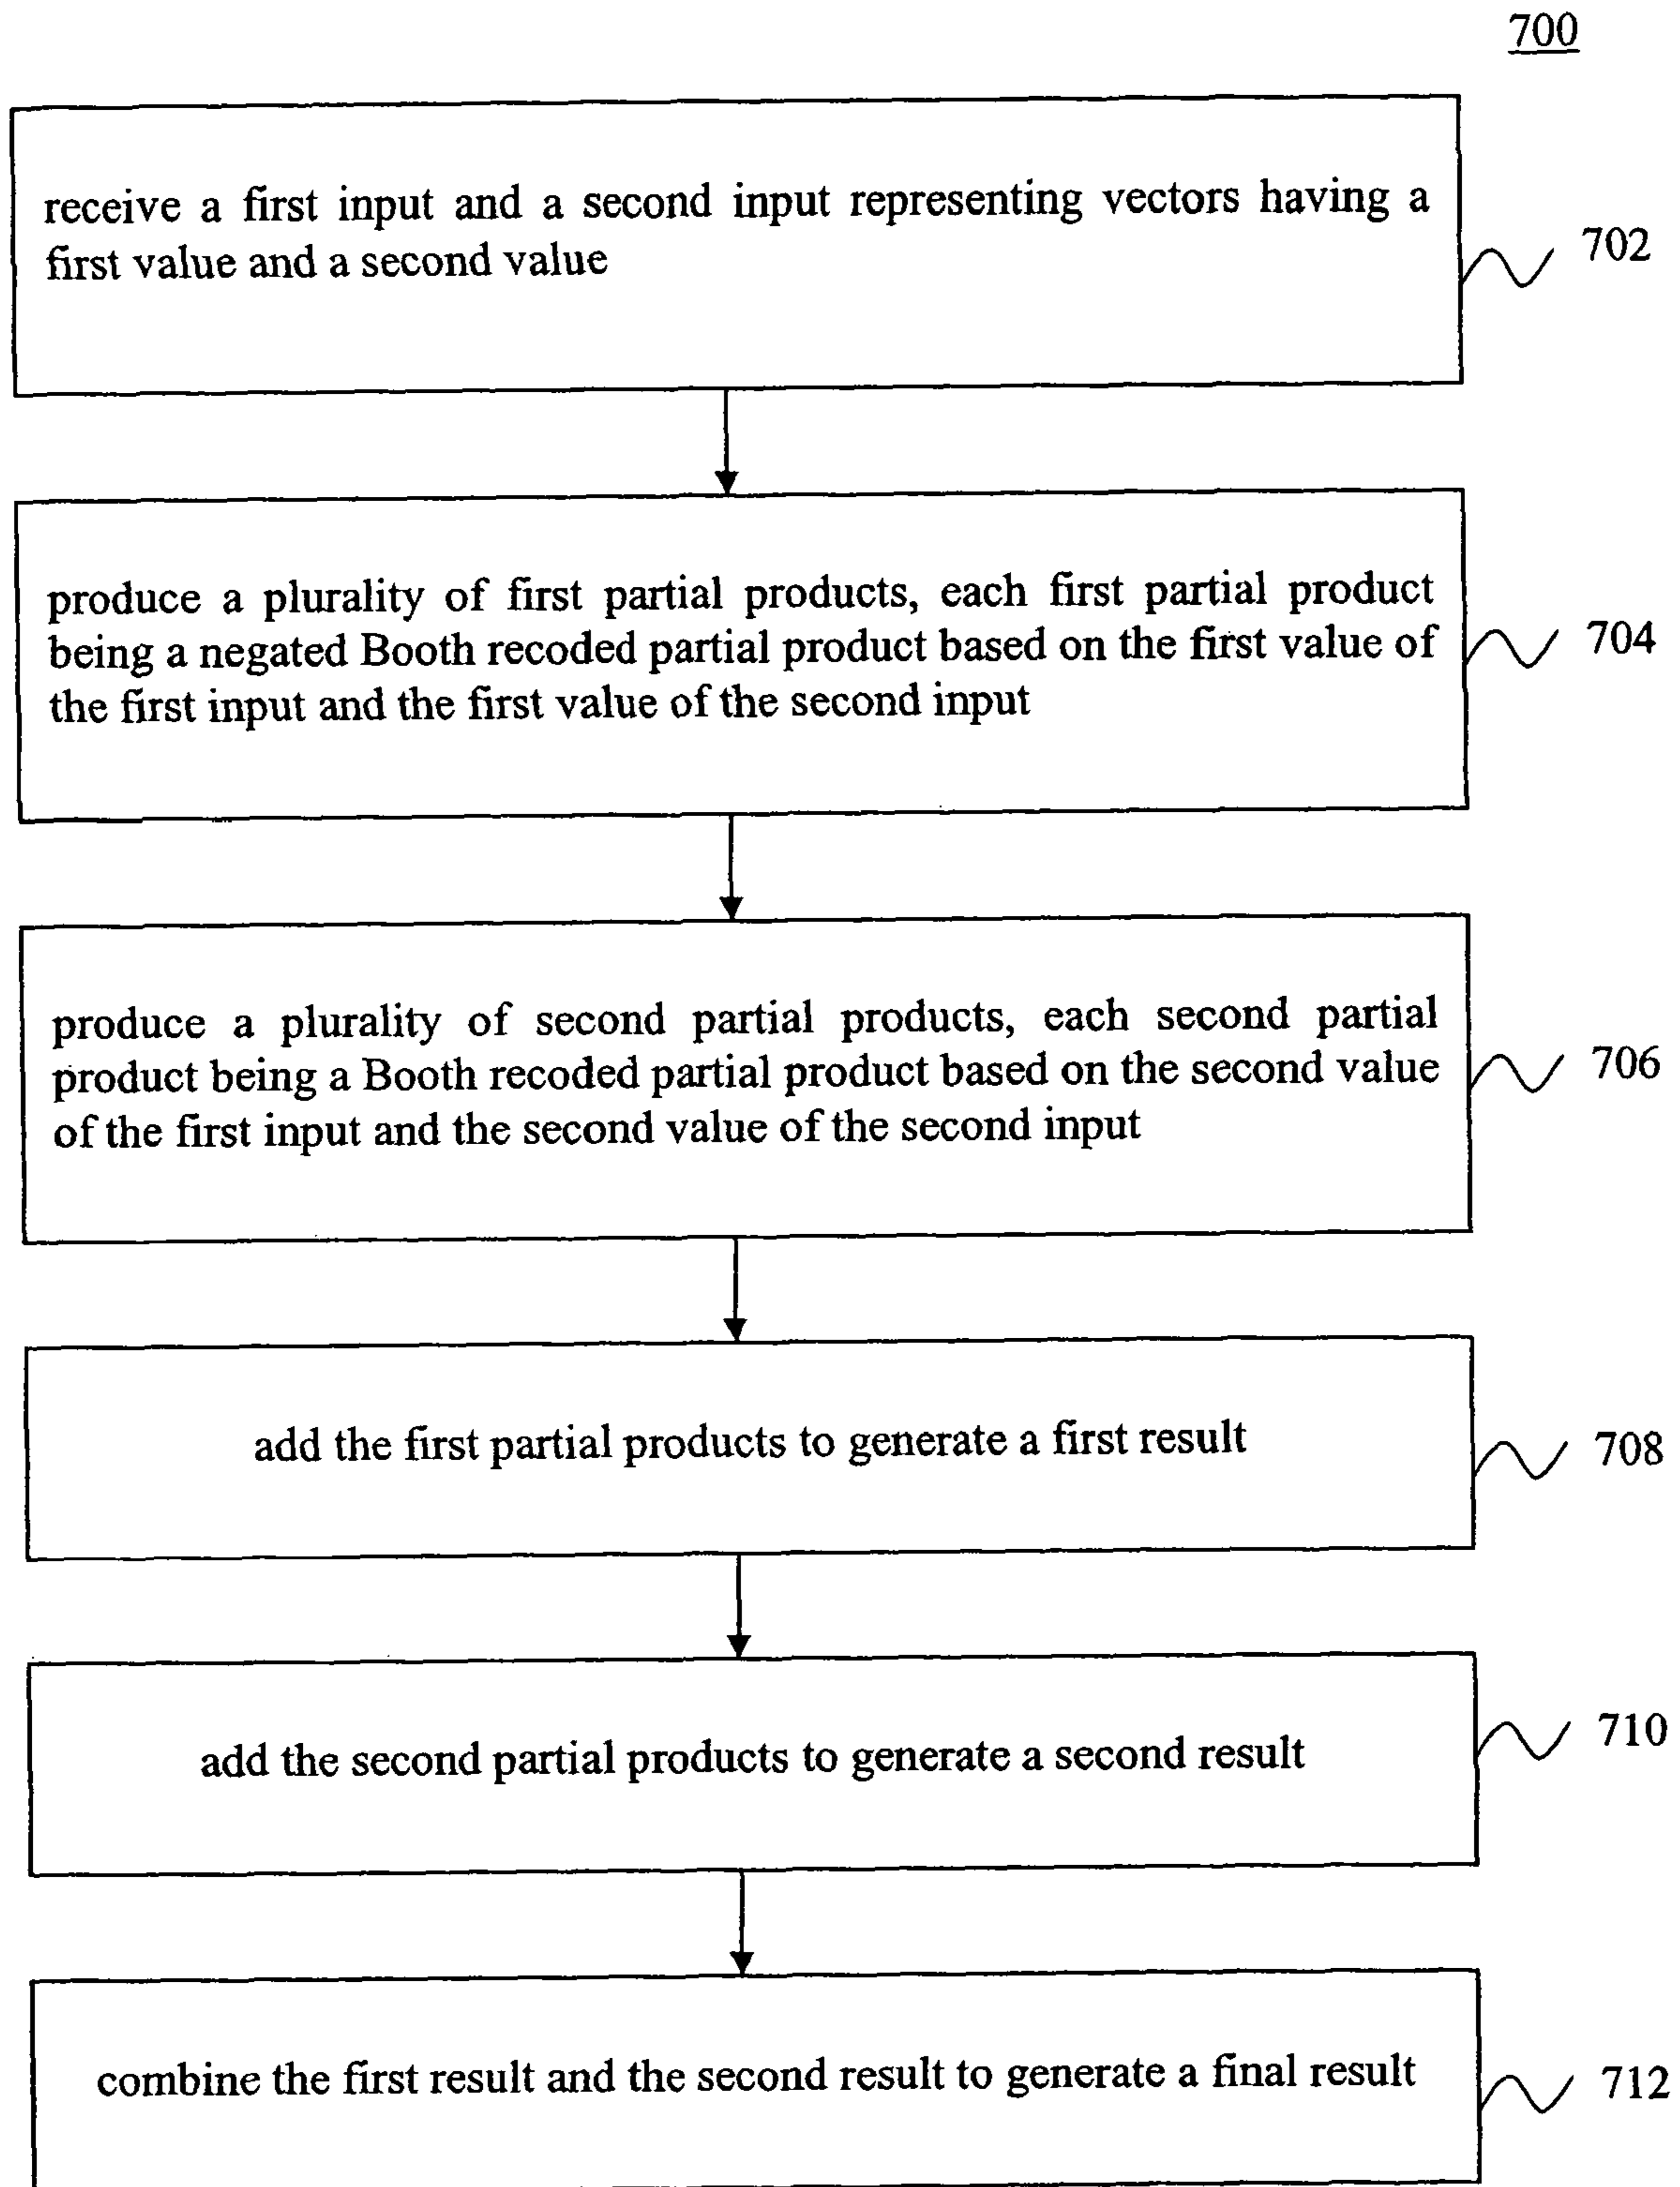 700
receive a first input and a second input representing vectors having a
first value and a second value
702
produce a plurality of first partial products, each first partial product
being a negated Booth recoded partial product based on the first value of
the first input and the first value of the second input
704
produce a plurality of second partial products, each second partial
product being a Booth recoded partial product based on the second value
of the first input and the second value of the second input
706
add the first partial products to generate a first result
708
add the second partial products to generate a second result
710
combine the first result and the second result to generate a final result
712